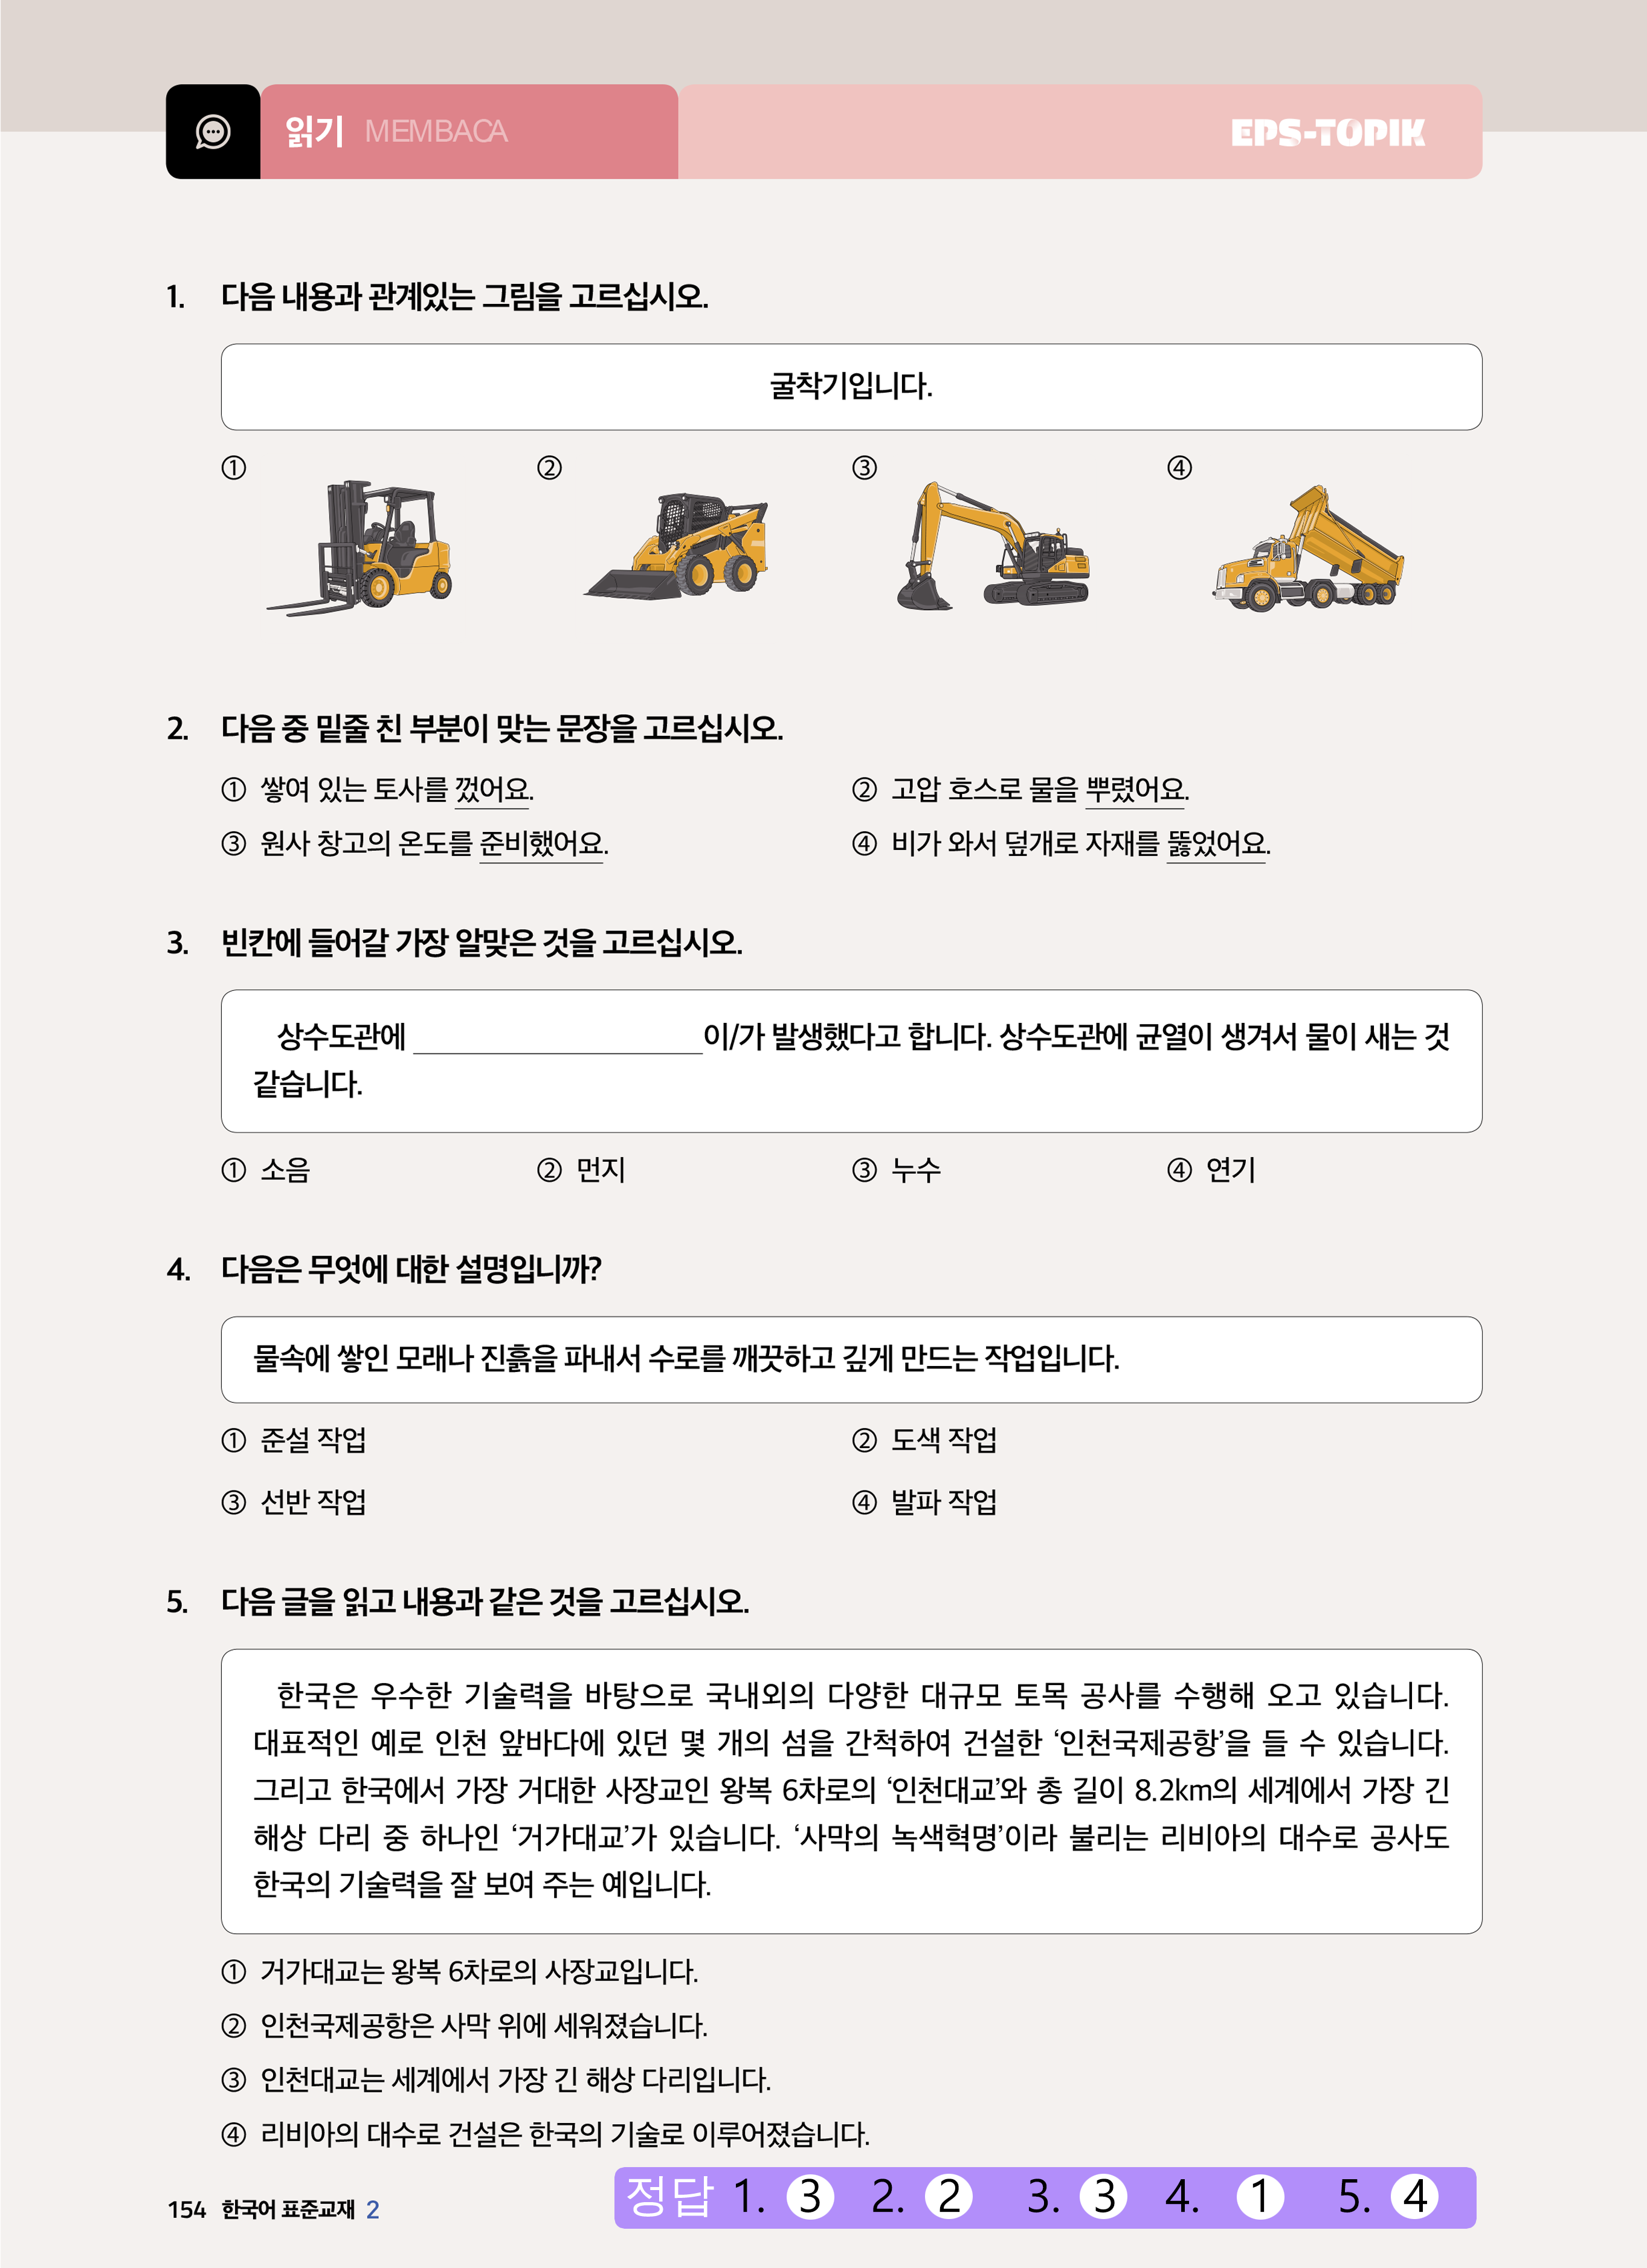 읽기 MEMBACA
EPS-TOPIK
1. 다음 내용과 관계있는 그림을 고르십시오.
굴착기입니다.
① ② ③ ④
2. 다음 중 밑줄 친 부분이 맞는 문장을 고르십시오.
① 쌓여 있는 토사를 껐어요. ② 고압 호스로 물을 뿌렸어요.
③ 원사 창고의 온도를 준비했어요. ④ 비가 와서 덮개로 자재를 뚫었어요.
3. 빈칸에 들어갈 가장 알맞은 것을 고르십시오.
상수도관에 ____________ 이/가 발생했다고 합니다. 상수도관에 균열이 생겨서 물이 새는 것
같습니다.
① 소음 ② 먼지 ③ 누수 ④ 연기
4. 다음은 무엇에 대한 설명입니까?
물속에 쌓인 모래나 진흙을 파내서 수로를 깨끗하고 깊게 만드는 작업입니다.
① 준설 작업 ② 도색 작업
③ 선반 작업 ④ 발파 작업
5. 다음 글을 읽고 내용과 같은 것을 고르십시오.
한국은 우수한 기술력을 바탕으로 국내외의 다양한 대규모 토목 공사를 수행해 오고 있습니다.
대표적인 예로 인천 앞바다에 있던 몇 개의 섬을 간척하여 건설한 ‘인천국제공항’을 들 수 있습니다.
그리고 한국에서 가장 거대한 사장교인 왕복 6차로의 ‘인천대교’와 총 길이 8.2km의 세계에서 가장 긴
해상 다리 중 하나인 ‘거가대교’가 있습니다. ‘사막의 녹색혁명’이라 불리는 리비아의 대수로 공사도
한국의 기술력을 잘 보여 주는 예입니다.
① 거가대교는 왕복 6차로의 사장교입니다.
② 인천국제공항은 사막 위에 세워졌습니다.
③ 인천대교는 세계에서 가장 긴 해상 다리입니다.
④ 리비아의 대수로 건설은 한국의 기술로 이루어졌습니다.
정답 1. ③ 2. ② 3. ③ 4. ① 5. ④
154 한국어 표준교재 2